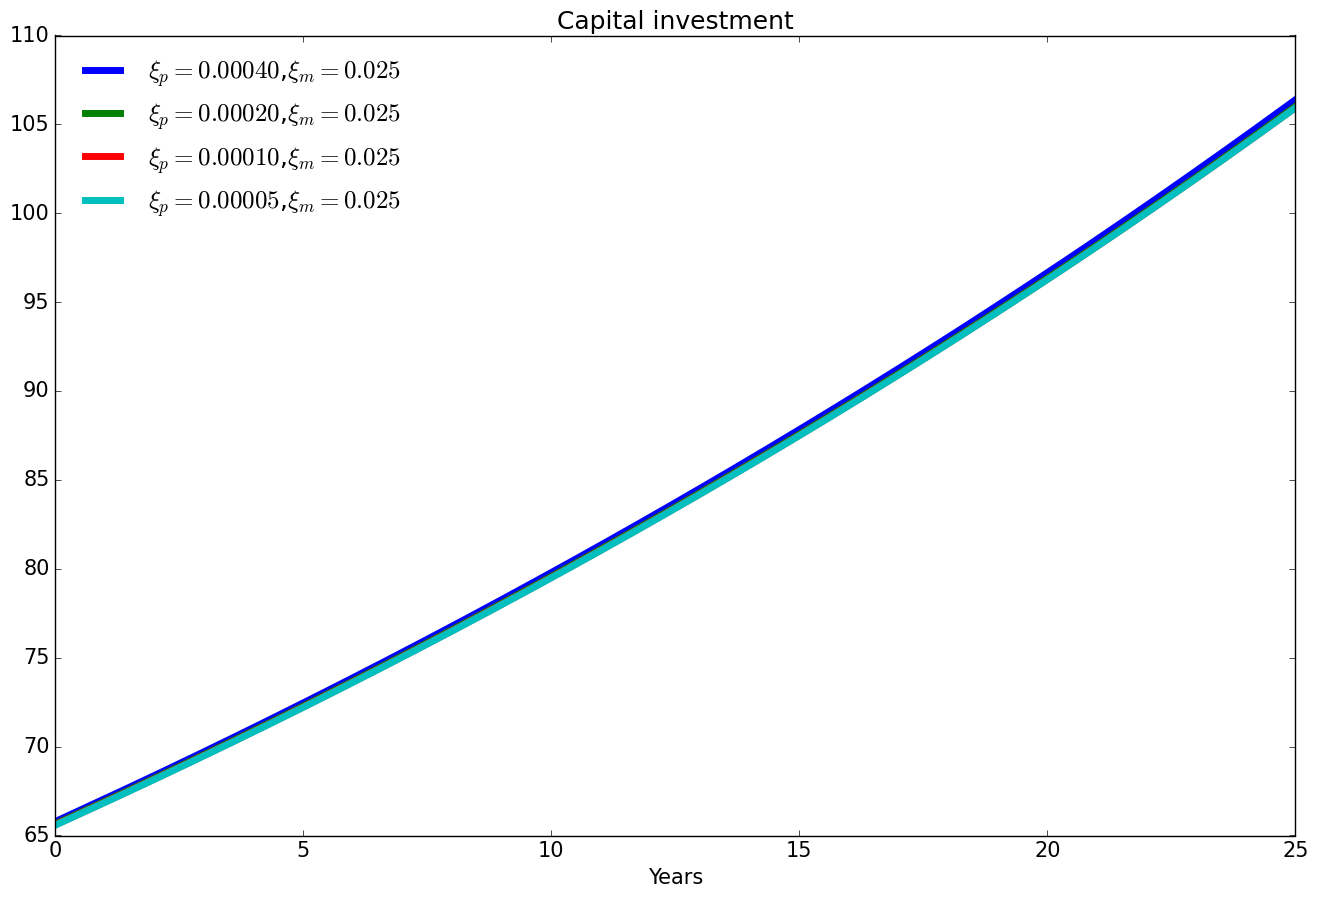 Capital investment
110
105
100
95
90
85
80
75
70
65
ξₚ = 0.00040,ξₘ = 0.025
ξₚ = 0.00020,ξₘ = 0.025
ξₚ = 0.00010,ξₘ = 0.025
ξₚ = 0.00005,ξₘ = 0.025
0 5 10 15 20 25
Years